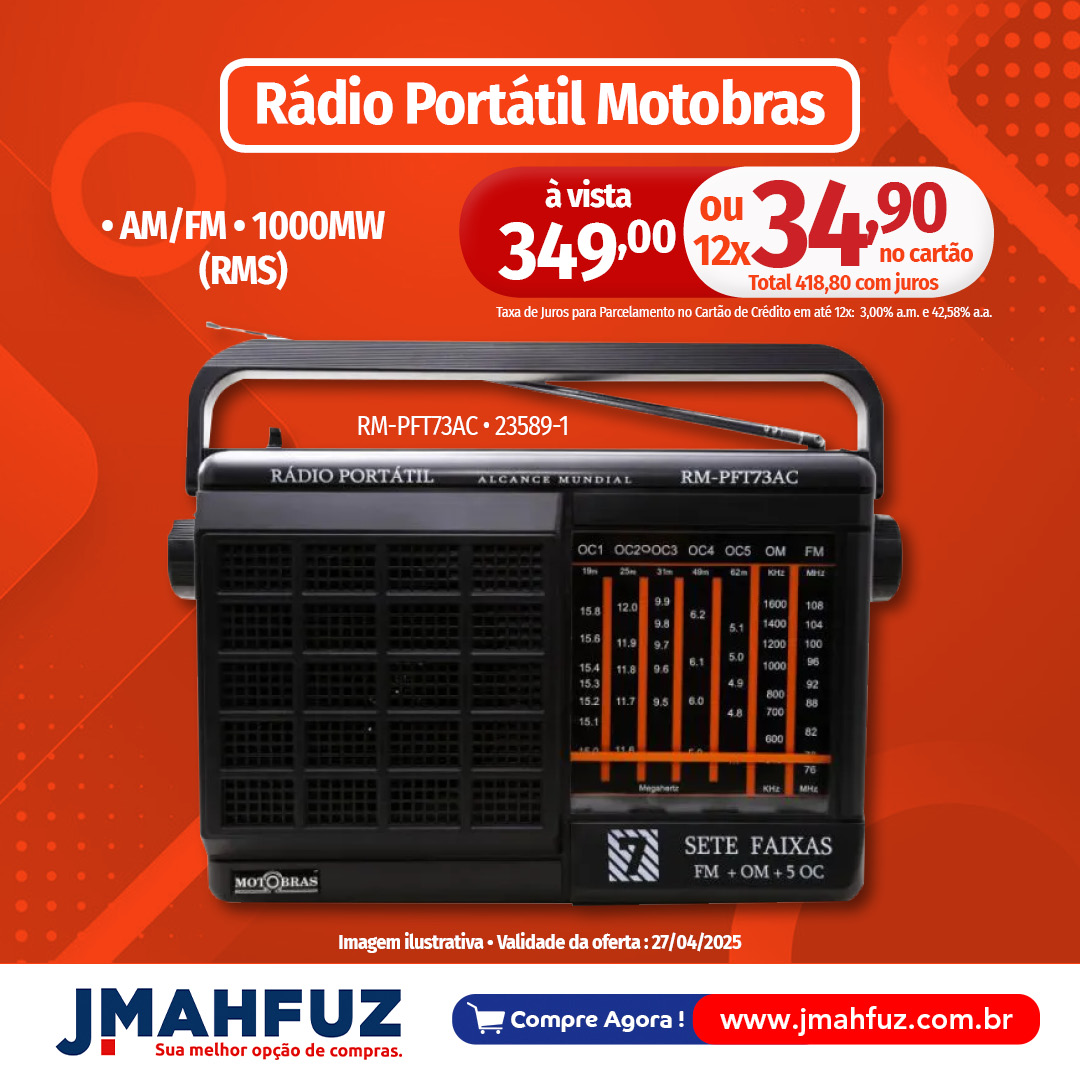 Rádio Portátil Motobras
• AM/FM • 1000MW
(RMS)
à vista
349,00
ou
12x 34,90
no cartão
Total 418,80 com juros
Taxa de Juros para Parcelamento no Cartão de Crédito em até 12x: 3,00% a.m. e 42,58% a.a.
RM-PFT73AC • 23589-1
RÁDIO PORTÁTIL ALCANCE MUNDIAL RM-PFT73AC
OC1 OC2 OC3 OC4 OC5 OM FM
19m 25m 31m 49m 62m KHz MHz
15.8 12.0 9.9 6.2 1600 108
9.8 5.1 1400 104
15.6 11.9 9.7 1200 100
15.4 11.8 9.6 6.1 5.0 1000 96
15.3 4.9 92
15.2 11.7 9.5 6.0 800 88
15.1 4.8 700
600 82
15.0 11.6
76
Megahertz KHz MHz
7 SETE FAIXAS
FM + OM + 5 OC
MOTOBRAS
Imagem ilustrativa • Validade da oferta : 27/04/2025
JMAHFUZ
Sua melhor opção de compras.
Compre Agora ! www.jmahfuz.com.br